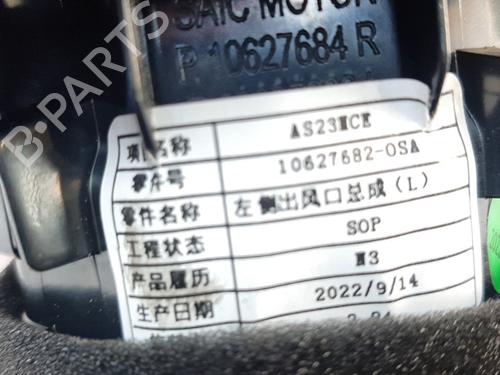 SAIC MOTOR
P 10627684 R
项目名称 AS23MCE
零件号 10627682-OSA
零件名称 左侧出风口总成(L)
工程状态 SOP
产品履历 M3
生产日期 2022/9/14
B-PARTS